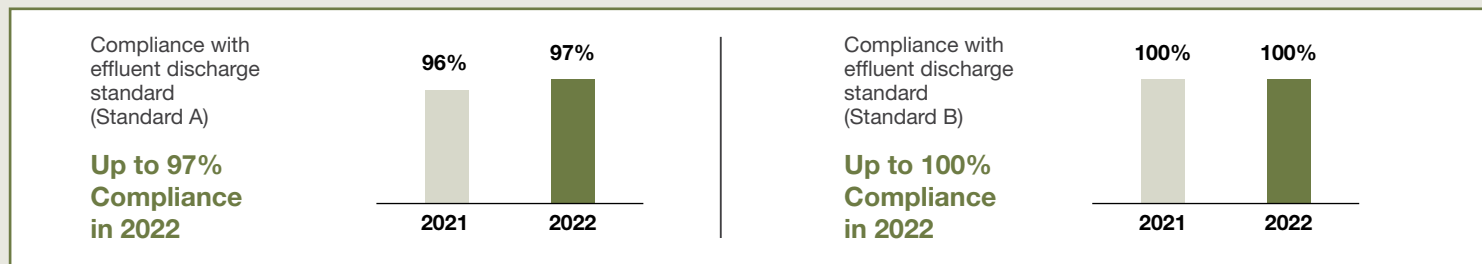 Compliance with
effluent discharge
standard
(Standard A)
Up to 97%
Compliance
in 2022
96%
97%
2021
2022
Compliance with
effluent discharge
standard
(Standard B)
Up to 100%
Compliance
in 2022
100%
100%
2021
2022